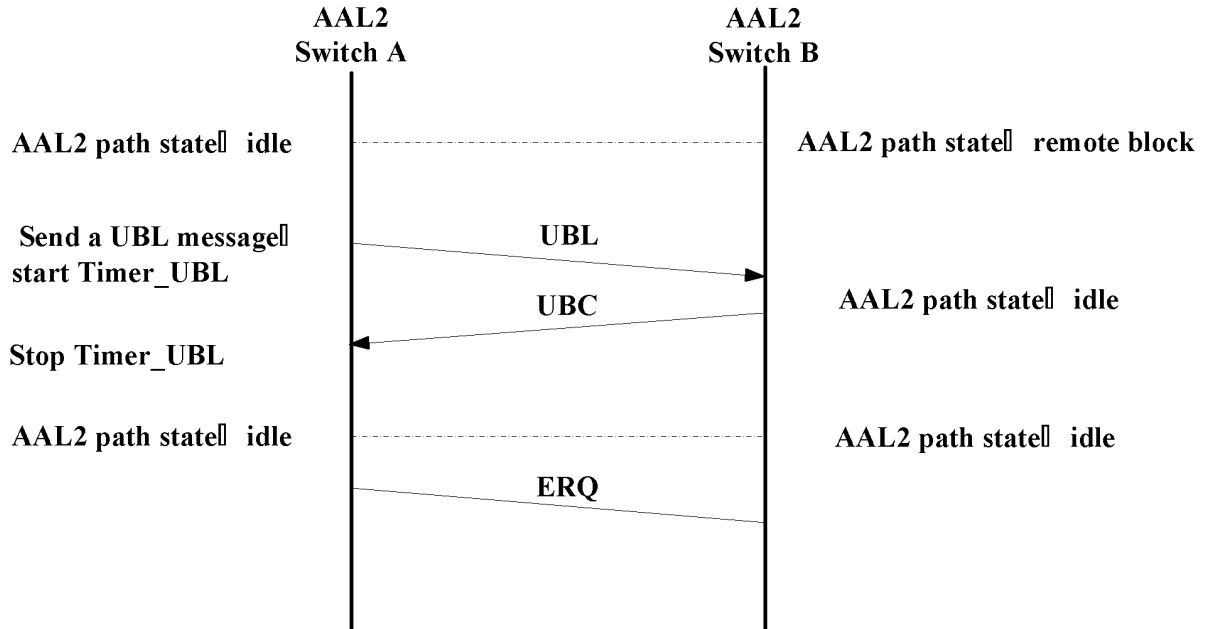 AAL2
Switch A
AAL2
Switch B
AAL2 path state▯ idle
AAL2 path state▯ remote block
Send a UBL message▯
start Timer_UBL
UBL
AAL2 path state▯ idle
UBC
Stop Timer_UBL
AAL2 path state▯ idle
AAL2 path state▯ idle
ERQ